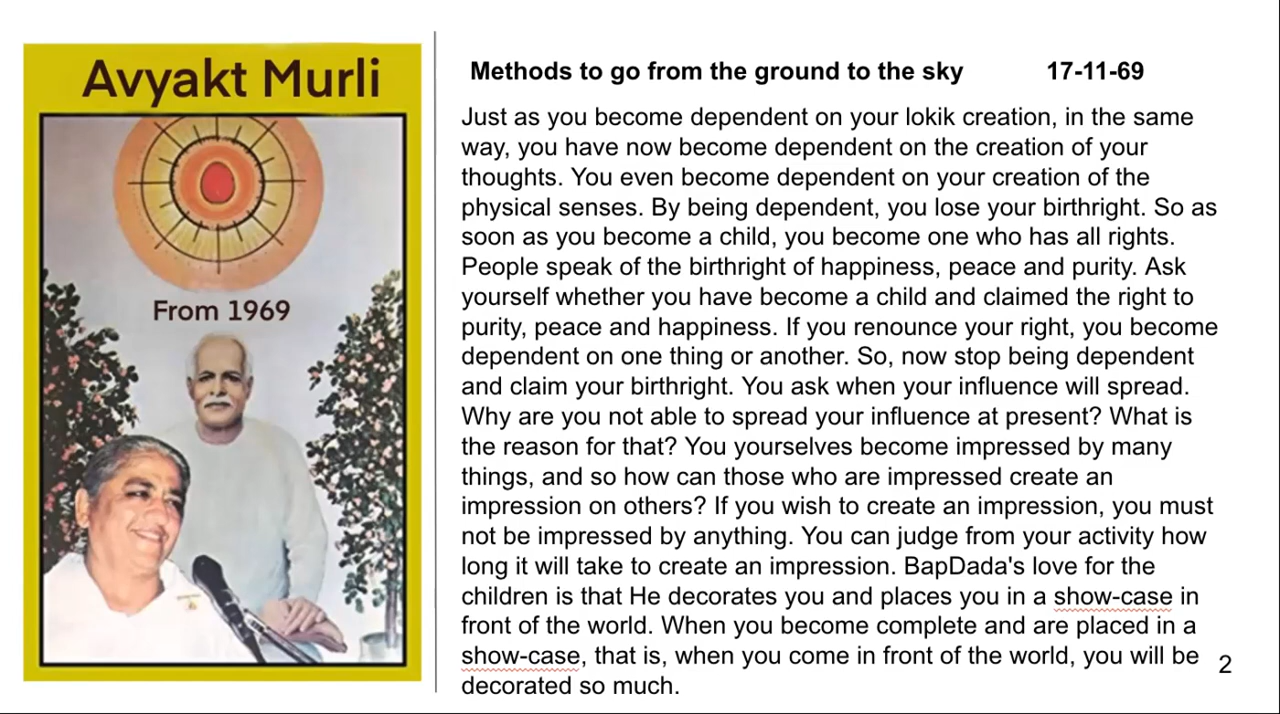 Avyakt Murli
From 1969
Methods to go from the ground to the sky 17-11-69
Just as you become dependent on your lokik creation, in the same
way, you have now become dependent on the creation of your
thoughts. You even become dependent on your creation of the
physical senses. By being dependent, you lose your birthright. So as
soon as you become a child, you become one who has all rights.
People speak of the birthright of happiness, peace and purity. Ask
yourself whether you have become a child and claimed the right to
purity, peace and happiness. If you renounce your right, you become
dependent on one thing or another. So, now stop being dependent
and claim your birthright. You ask when your influence will spread.
Why are you not able to spread your influence at present? What is
the reason for that? You yourselves become impressed by many
things, and so how can those who are impressed create an
impression on others? If you wish to create an impression, you must
not be impressed by anything. You can judge from your activity how
long it will take to create an impression. BapDada's love for the
children is that He decorates you and places you in a show-case in
front of the world. When you become complete and are placed in a
show-case, that is, when you come in front of the world, you will be
decorated so much.
2